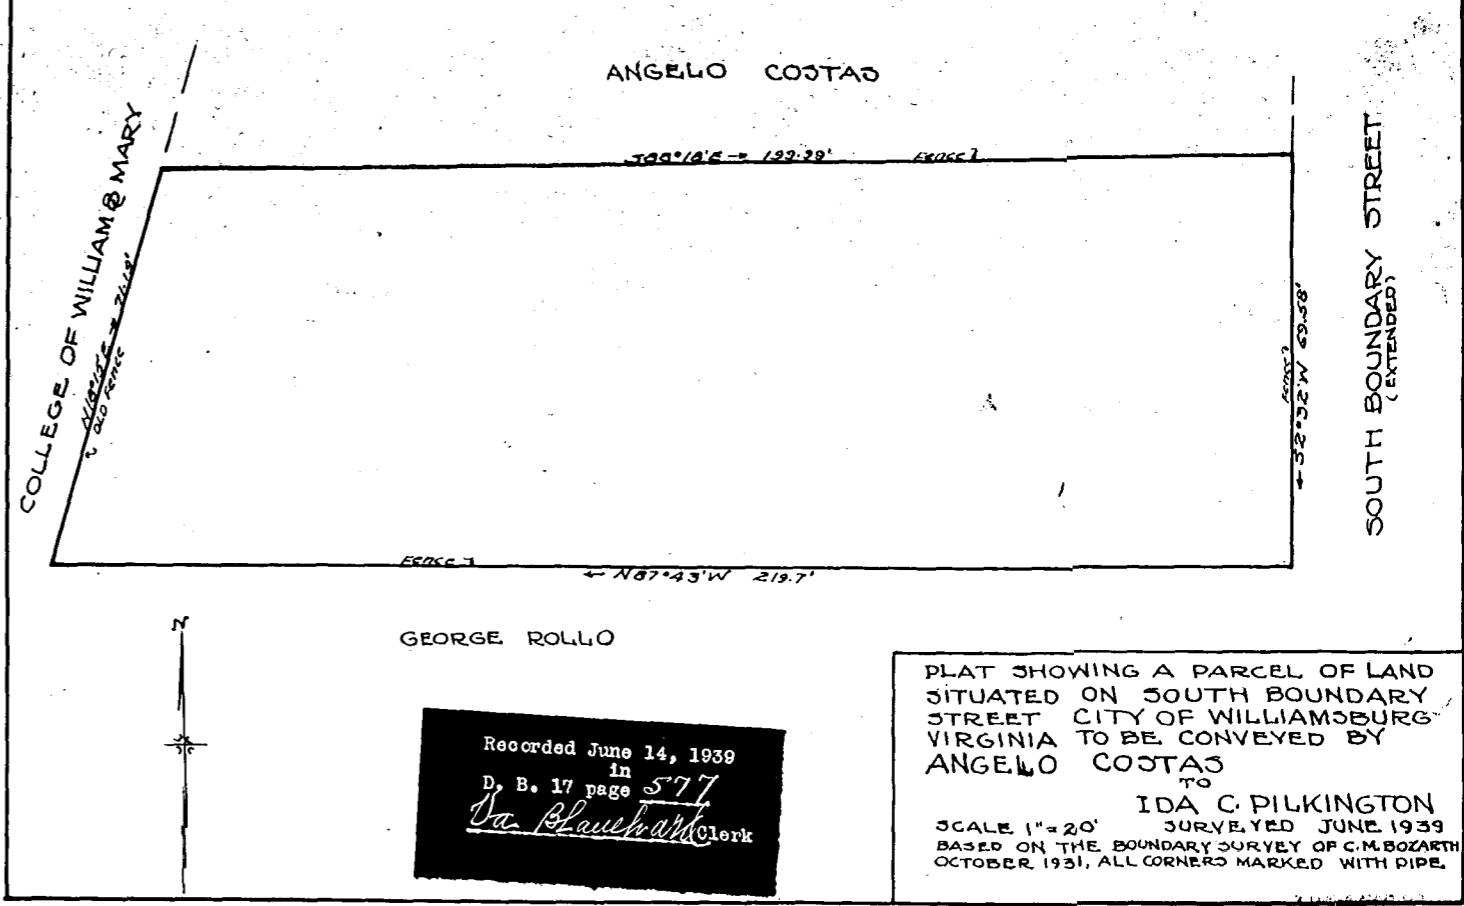 ANGELO COSTAS
COLLEGE OF WILLIAM & MARY
199.29' FENCE
OLD FENCE
FENCE
← S2°32'W 69.58'
SOUTH BOUNDARY STREET
(EXTENDED)
FENCE
← N87°43'W 219.7'
N
GEORGE ROLLO
Recorded June 14, 1939
in
D. B. 17 page 577
Clerk
PLAT SHOWING A PARCEL OF LAND
SITUATED ON SOUTH BOUNDARY
STREET CITY OF WILLIAMSBURG
VIRGINIA TO BE CONVEYED BY
ANGELO COSTAS
TO
IDA C. PILKINGTON
SCALE 1"=20' SURVEYED JUNE 1939
BASED ON THE BOUNDARY SURVEY OF C.M. BOZARTH
OCTOBER 1931, ALL CORNERS MARKED WITH PIPE.